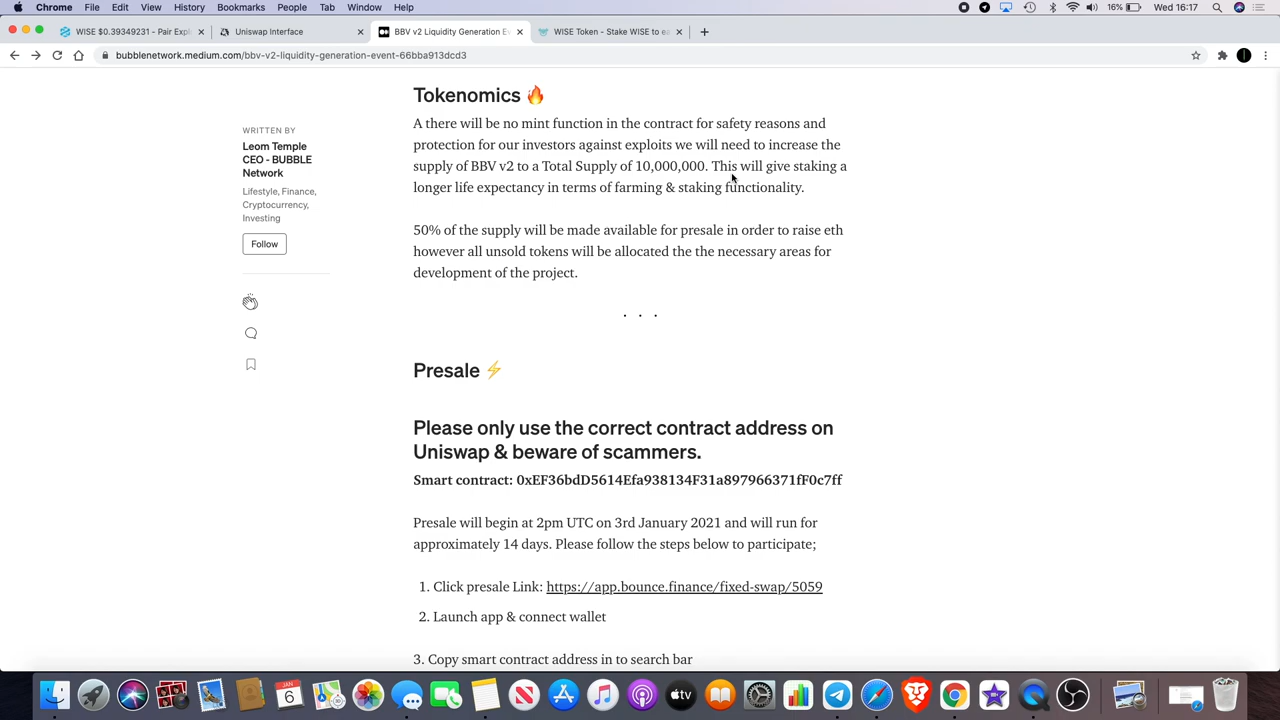 Chrome File Edit View History Bookmarks People Tab Window Help 16% Wed 16:17
WISE $0.39349231 - Pair Expl
Uniswap Interface
BBV v2 Liquidity Generation E
WISE Token - Stake WISE to ea
bubblenetwork.medium.com/bbv-v2-liquidity-generation-event-66bba913dcd3
WRITTEN BY
Leom Temple
CEO - BUBBLE
Network
Lifestyle, Finance,
Cryptocurrency,
Investing
Follow
Tokenomics 🔥
A there will be no mint function in the contract for safety reasons and
protection for our investors against exploits we will need to increase the
supply of BBV v2 to a Total Supply of 10,000,000. This will give staking a
longer life expectancy in terms of farming & staking functionality.
50% of the supply will be made available for presale in order to raise eth
however all unsold tokens will be allocated the the necessary areas for
development of the project.
. . .
Presale ⚡
Please only use the correct contract address on
Uniswap & beware of scammers.
Smart contract: 0xEF36bdD5614Efa938134F31a897966371fF0c7ff
Presale will begin at 2pm UTC on 3rd January 2021 and will run for
approximately 14 days. Please follow the steps below to participate;
1. Click presale Link: https://app.bounce.finance/fixed-swap/5059
2. Launch app & connect wallet
3. Copy smart contract address in to search bar
JAN
6
tv